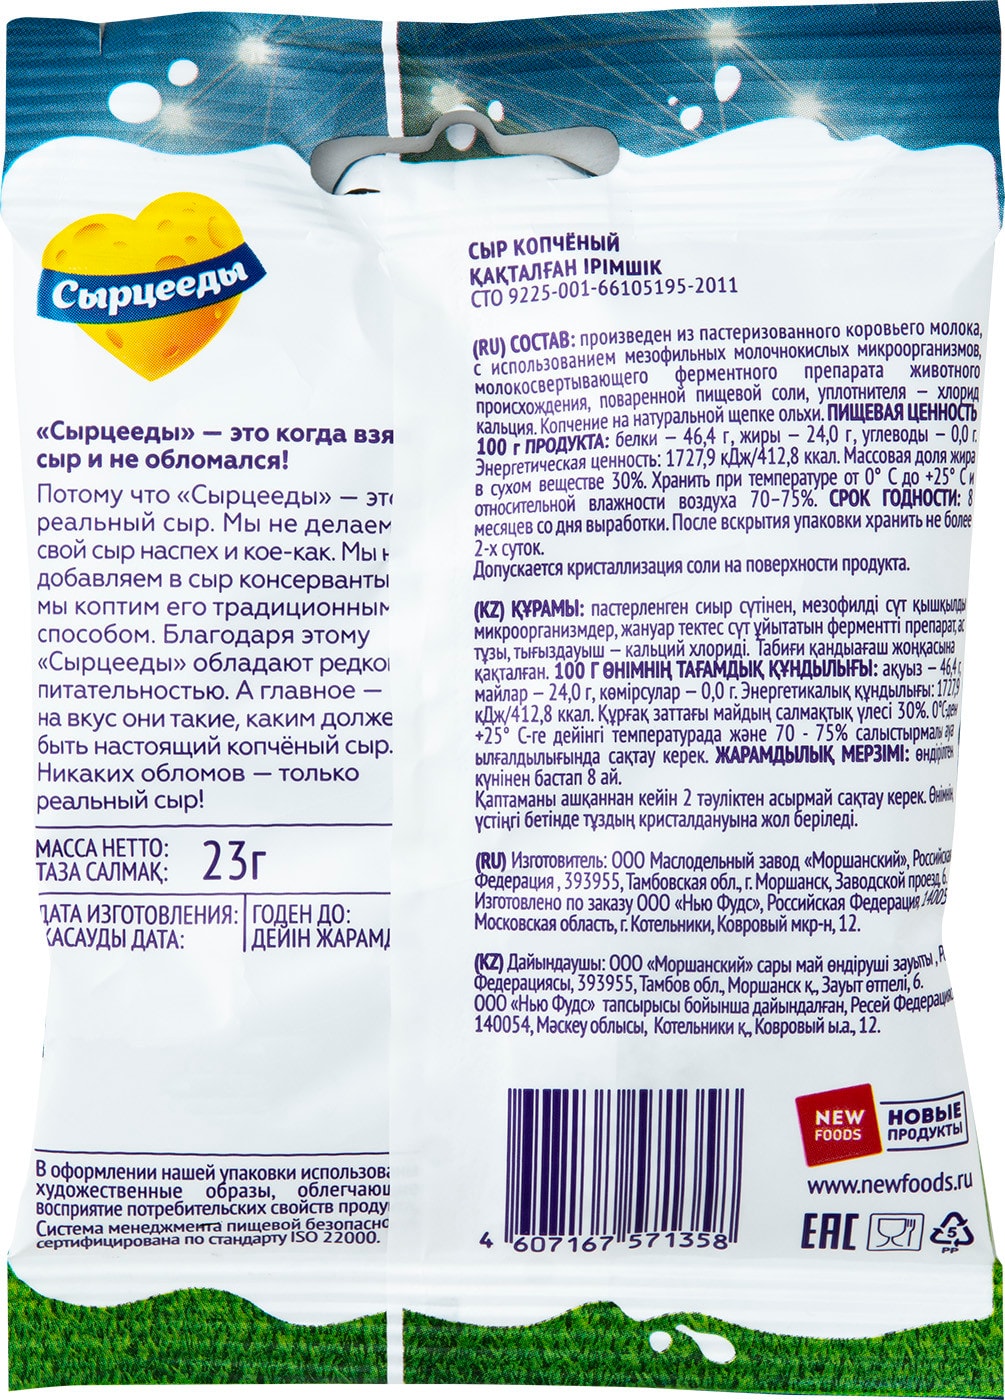 Сырцееды
«Сырцееды» — это когда взя
сыр и не обломался!
Потому что «Сырцееды» — это
реальный сыр. Мы не делаем
свой сыр наспех и кое-как. Мы н
добавляем в сыр консерванты
мы коптим его традиционным
способом. Благодаря этому
«Сырцееды» обладают редко
питательностью. А главное —
на вкус они такие, каким долже
быть настоящий копчёный сыр.
Никаких обломов — только
реальный сыр!
МАССА НЕТТО:
ТАЗА САЛМАҚ:
23г
ДАТА ИЗГОТОВЛЕНИЯ:
ЖАСАУДЫ ДАТА:
ГОДЕН ДО:
ДЕЙІН ЖАРАМД
В оформлении нашей упаковки использова
художественные образы, облегчающ
восприятие потребительских свойств проду
Система менеджмента пищевой безопасно
сертифицирована по стандарту ISO 22000.
СЫР КОПЧЁНЫЙ
ҚАҚТАЛҒАН ІРІМШІК
СТО 9225-001-66105195-2011
(RU) СОСТАВ: произведен из пастеризованного коровьего молока,
с использованием мезофильных молочнокислых микроорганизмов,
молокосвертывающего ферментного препарата животного
происхождения, поваренной пищевой соли, уплотнителя — хлорид
кальция. Копчение на натуральной щепке ольхи. ПИЩЕВАЯ ЦЕННОСТЬ
100 г ПРОДУКТА: белки — 46,4 г, жиры — 24,0 г, углеводы — 0,0 г.
Энергетическая ценность: 1727,9 кДж/412,8 ккал. Массовая доля жира
в сухом веществе 30%. Хранить при температуре от 0° С до +25° С и
относительной влажности воздуха 70–75%. СРОК ГОДНОСТИ: 8
месяцев со дня выработки. После вскрытия упаковки хранить не более
2-х суток.
Допускается кристаллизация соли на поверхности продукта.
(KZ) ҚҰРАМЫ: пастерленген сиыр сүтінен, мезофилді сүт қышқылды
микроорганизмдер, жануар тектес сүт ұйытатын ферментті препарат, ас
тұзы, тығыздауыш — кальций хлориді. Табиғи қандыағаш жоңқасына
қақталған. 100 Г ӨНІМНІҢ ТАҒАМДЫҚ ҚҰНДЫЛЫҒЫ: ақуыз — 46,4 г,
майлар — 24,0 г, көмірсулар — 0,0 г. Энергетикалық құндылығы: 1727,9
кДж/412,8 ккал. Құрғақ заттағы майдың салмақтық үлесі 30%. 0°С-ден
+25° С-ге дейінгі температурада және 70 - 75% салыстырмалы ауа
ылғалдылығында сақтау керек. ЖАРАМДЫЛЫҚ МЕРЗІМІ: өндірілген
күнінен бастап 8 ай.
Қаптаманы ашқаннан кейін 2 тәуліктен асырмай сақтау керек. Өнімнің
үстіңгі бетінде тұздың кристалдануына жол беріледі.
(RU) Изготовитель: ООО Маслодельный завод «Моршанский», Российская
Федерация, 393955, Тамбовская обл., г. Моршанск, Заводской проезд, 6.
Изготовлено по заказу ООО «Нью Фудс», Российская Федерация,
Московская область, г. Котельники, Ковровый мкр-н, 12.
(KZ) Дайындаушы: ООО «Моршанский» сары май өндіруші зауыты, Р
Федерациясы, 393955, Тамбов обл., Моршанск қ., Зауыт өтпелі, 6.
ООО «Нью Фудс» тапсырысы бойынша дайындалған, Ресей Федерациясы,
140054, Мәскеу облысы, Котельники қ., Ковровый ы.а., 12.
NEW
FOODS
НОВЫЕ
ПРОДУКТЫ
www.newfoods.ru
4 607167 571358
EAC
5
PP